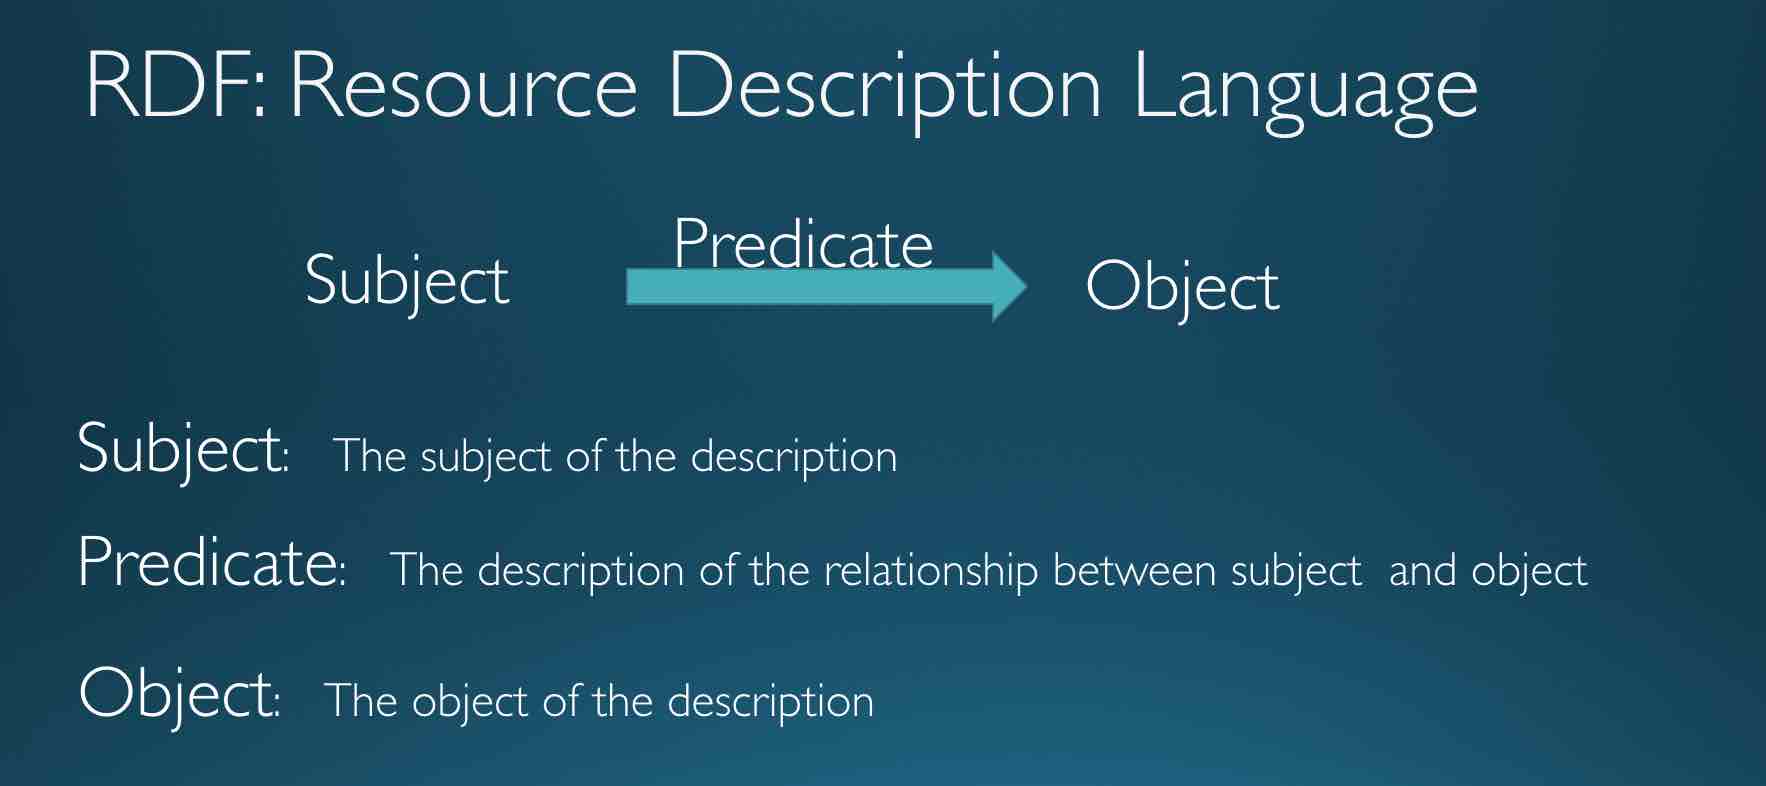 RDF: Resource Description Language
Predicate
Subject
Object
Subject: The subject of the description
Predicate: The description of the relationship between subject and object
Object: The object of the description